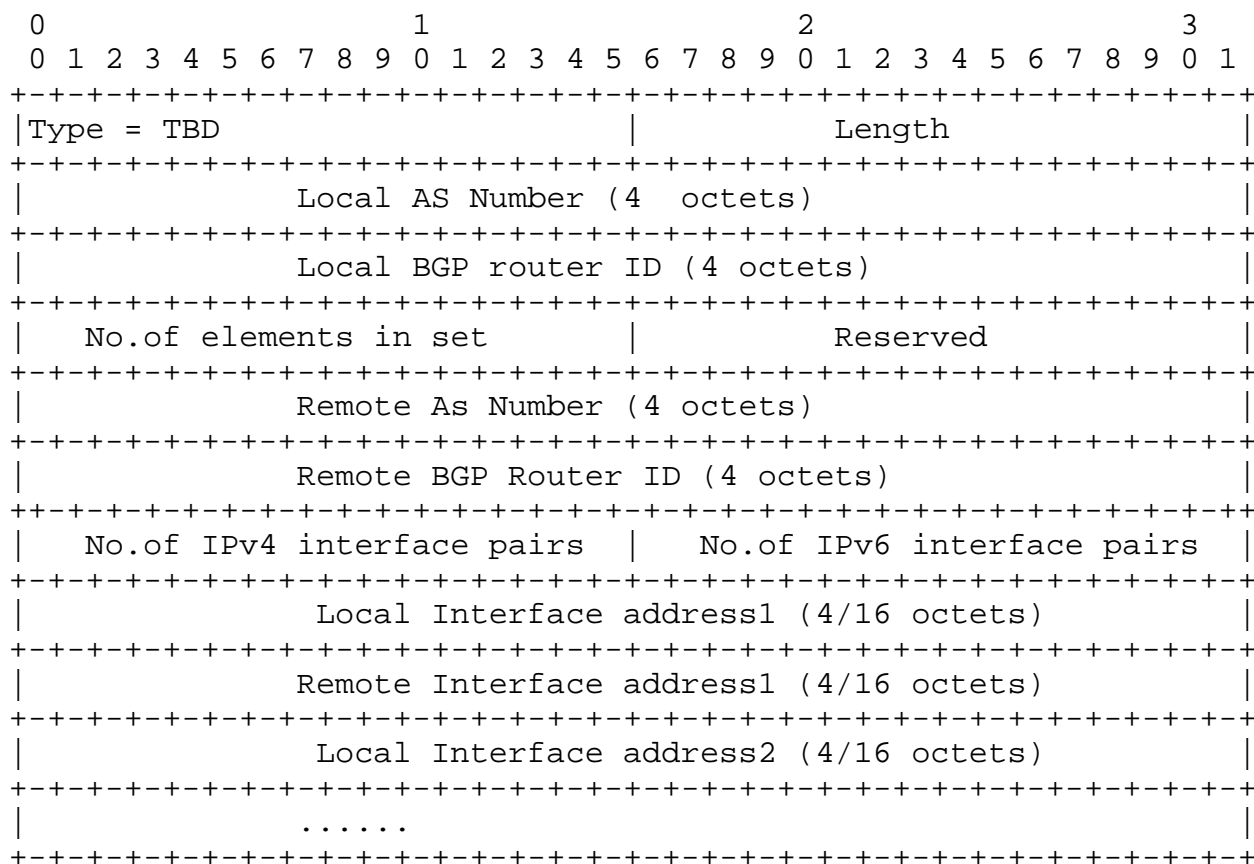 0                   1                   2                   3
 0 1 2 3 4 5 6 7 8 9 0 1 2 3 4 5 6 7 8 9 0 1 2 3 4 5 6 7 8 9 0 1
+-+-+-+-+-+-+-+-+-+-+-+-+-+-+-+-+-+-+-+-+-+-+-+-+-+-+-+-+-+-+-+-+
|Type = TBD                     |          Length               |
+-+-+-+-+-+-+-+-+-+-+-+-+-+-+-+-+-+-+-+-+-+-+-+-+-+-+-+-+-+-+-+-+
|              Local AS Number (4  octets)                      |
+-+-+-+-+-+-+-+-+-+-+-+-+-+-+-+-+-+-+-+-+-+-+-+-+-+-+-+-+-+-+-+-+
|              Local BGP router ID (4 octets)                   |
+-+-+-+-+-+-+-+-+-+-+-+-+-+-+-+-+-+-+-+-+-+-+-+-+-+-+-+-+-+-+-+-+
|   No.of elements in set       |          Reserved             |
+-+-+-+-+-+-+-+-+-+-+-+-+-+-+-+-+-+-+-+-+-+-+-+-+-+-+-+-+-+-+-+-+
|              Remote As Number (4 octets)                      |
+-+-+-+-+-+-+-+-+-+-+-+-+-+-+-+-+-+-+-+-+-+-+-+-+-+-+-+-+-+-+-+-+
|              Remote BGP Router ID (4 octets)                  |
++-+-+-+-+-+-+-+-+-+-+-+-+-+-+-+-+-+-+-+-+-+-+-+-+-+-+-+-+-+-+-++
|   No.of IPv4 interface pairs  |   No.of IPv6 interface pairs  |
+-+-+-+-+-+-+-+-+-+-+-+-+-+-+-+-+-+-+-+-+-+-+-+-+-+-+-+-+-+-+-+-+
|               Local Interface address1 (4/16 octets)          |
+-+-+-+-+-+-+-+-+-+-+-+-+-+-+-+-+-+-+-+-+-+-+-+-+-+-+-+-+-+-+-+-+
|              Remote Interface address1 (4/16 octets)          |
+-+-+-+-+-+-+-+-+-+-+-+-+-+-+-+-+-+-+-+-+-+-+-+-+-+-+-+-+-+-+-+-+
|               Local Interface address2 (4/16 octets)          |
+-+-+-+-+-+-+-+-+-+-+-+-+-+-+-+-+-+-+-+-+-+-+-+-+-+-+-+-+-+-+-+-+
|              ......                                           |
+-+-+-+-+-+-+-+-+-+-+-+-+-+-+-+-+-+-+-+-+-+-+-+-+-+-+-+-+-+-+-+-+